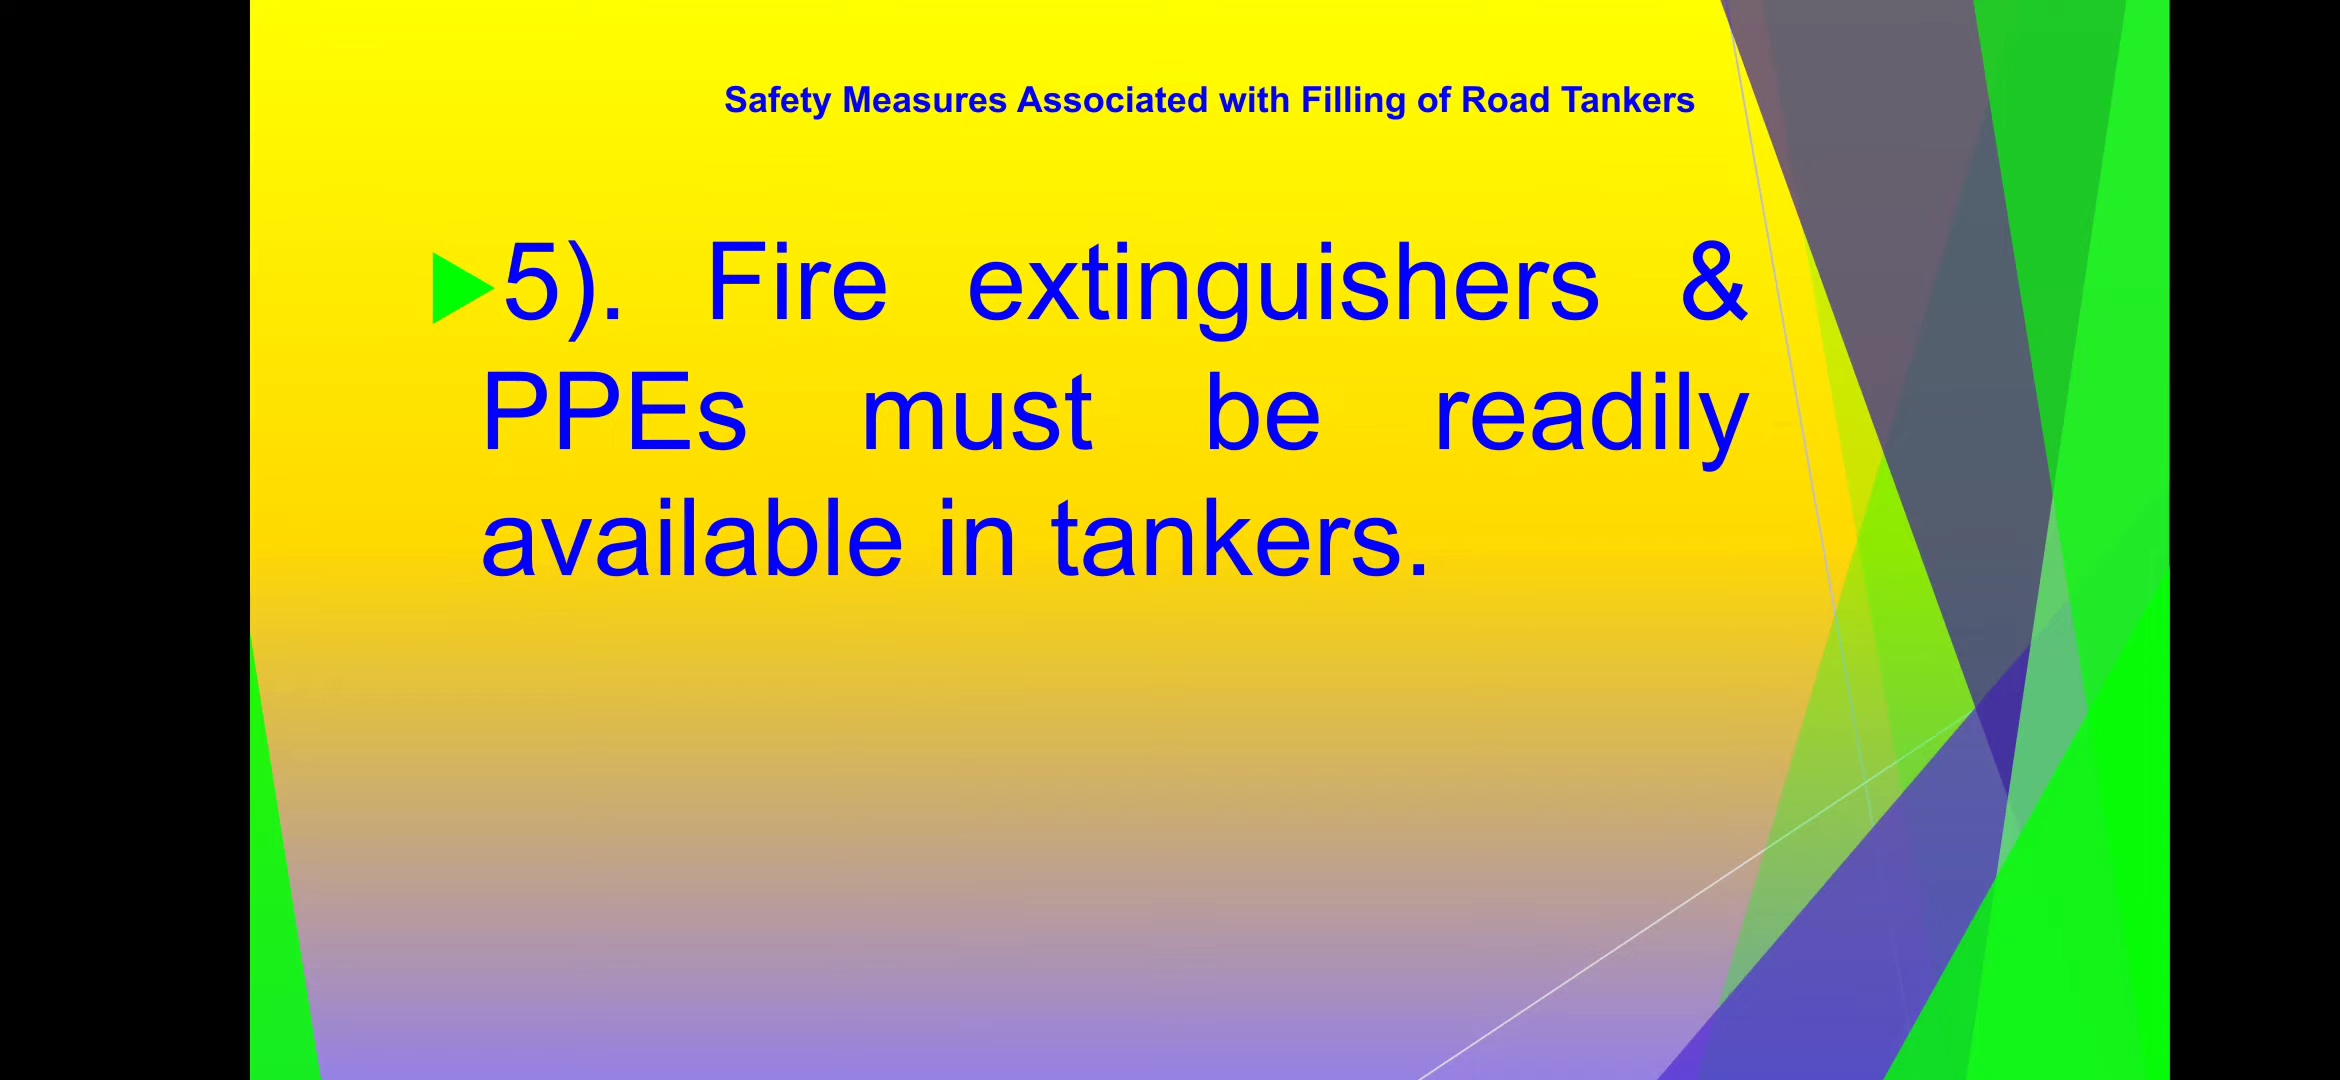 Safety Measures Associated with Filling of Road Tankers
5). Fire extinguishers &
PPEs must be readily
available in tankers.